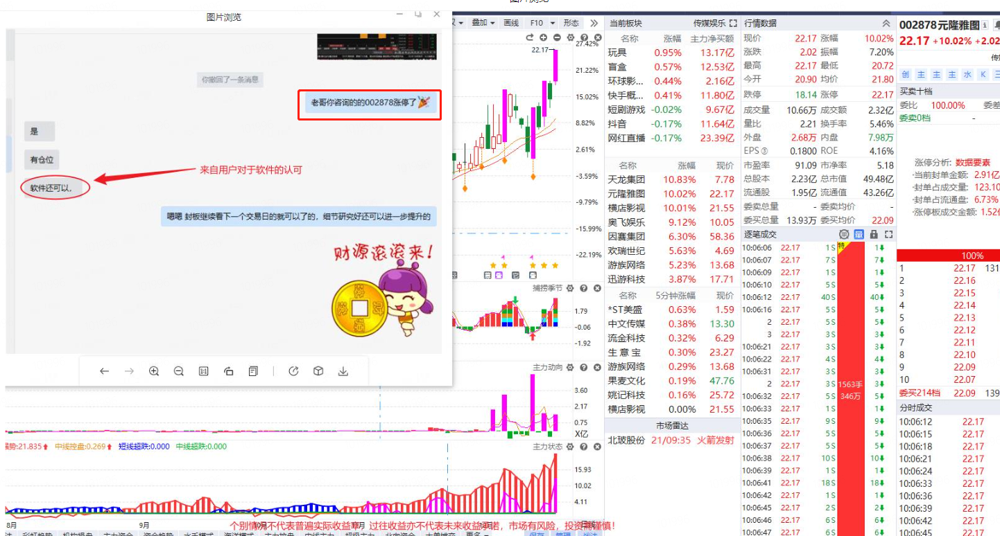 图片浏览
图片浏览
你撤回了一条消息
老哥你咨询的的002878涨停了
是
有仓位
软件还可以,
来自用户对于软件的认可
嗯嗯 封板继续看下一个交易日的就可以了的，细节研究好还可以进一步提升的
财源滚滚来！
叠加 画线 F10 形态
22.17
27.42%
21.22%
15.02%
8.82%
2.61%
-3.59%
-9.79%
-15.99%
-22.19%
捕捞季节
1.79
-0.06
-1.92
主力动向
3.60
2.17
0.75
X亿
强势:21.835 中线控盘:0.269 短线超跌:0.000 中线超跌:0.000
主力状态
15.93
10.02
4.11
8月 9月
个别情况不代表普遍实际收益率，过往收益亦不代表未来收益承诺，市场有风险，投资需谨慎！
当前板块 传媒娱乐
名称 涨幅 主力净买额
玩具 0.95% 13.17亿
盲盒 0.57% 12.53亿
环球影... 0.44% 2.16亿
快手概... 0.41% 11.80亿
短剧游戏 -0.02% 9.67亿
抖音 -0.17% 11.64亿
网红直播 -0.17% 23.39亿
名称 涨幅 现价
天龙集团 10.83% 7.78
元隆雅图 10.02% 22.17
横店影视 10.01% 21.55
奥飞娱乐 9.12% 10.05
因赛集团 6.30% 58.36
欢瑞世纪 5.63% 4.69
游族网络 5.23% 13.68
迅游科技 3.87% 17.71
名称 5分钟涨幅 现价
*ST美盛 0.63% 1.59
中文传媒 0.38% 13.30
流金科技 0.32% 6.29
生意宝 0.30% 23.27
游族网络 0.29% 13.68
果麦文化 0.19% 47.76
姚记科技 0.16% 25.72
横店影视 0.00% 21.55
市场雷达
北玻股份 21/09:35 火箭发射
行情数据
现价 22.17 涨幅 10.02%
涨跌 2.02 振幅 7.20%
最高 22.17 最低 20.72
今开 20.90 均价 21.80
跌停 18.14 涨停 22.17
成交量 10.66万 成交额 2.32亿
量比 2.21 换手率 5.46%
外盘 2.68万 内盘 7.98万
EPS③ 0.1800 ROE 4.16%
市盈率 91.09 市净率 5.18
总股本 2.23亿 总市值 49.48亿
流通股 1.95亿 流通值 43.26亿
委卖总量 - 委卖均价 -
委买总量 13.93万 委买均价 22.09
逐笔成交
10:06:06 22.17 1S 特 1
10:06:07 22.17 7S 7
10:06:09 22.17 1S 1
10:06:10 22.17 5S 5
10:06:12 22.17 40S 40
10:06:16 22.17 5S 5
2 22.17 5S 5
3 22.17 3S 3
10:06:21 22.17 3S 3
10:06:22 22.17 4S 4
10:06:31 22.17 3S 3
2 22.17 3S 1563手 3
10:06:32 22.17 5S 346万 5
10:06:33 22.17 1S 1
10:06:35 22.17 9S 9
10:06:36 22.17 5S 5
10:06:37 22.17 5S 5
10:06:38 22.17 10S 10
10:06:39 22.17 1S 1
10:06:41 22.17 18S 18
10:06:42 22.17 1S 1
10:06:45 22.17 2S 2
10:06:46 22.17 6S 6
10:06:47 22.17 6S 6
002878元隆雅图
22.17 +10.02% +2.02
创 主 主 主 水 K
买卖十档
委比 100.00% 委差
委卖0档 -
涨停分析: 数据要素
·当前封单金额: 2.91亿
·封单占成交量: 123.10
·封单占流通盘: 6.73%
·涨停板成交金额: 1.52亿
100%
1 22.17 131
2 22.16
3 22.15
4 22.14
5 22.13
6 22.12
7 22.11
8 22.10
9 22.09
10 22.07
委买214档 22.09 139
分时成交
10:06:12 22.17
10:06:15 22.17
10:06:18 22.17
10:06:21 22.17
10:06:24 22.17
10:06:33 22.17
10:06:36 22.17
10:06:39 22.17
10:06:42 22.17
10:06:45 22.17